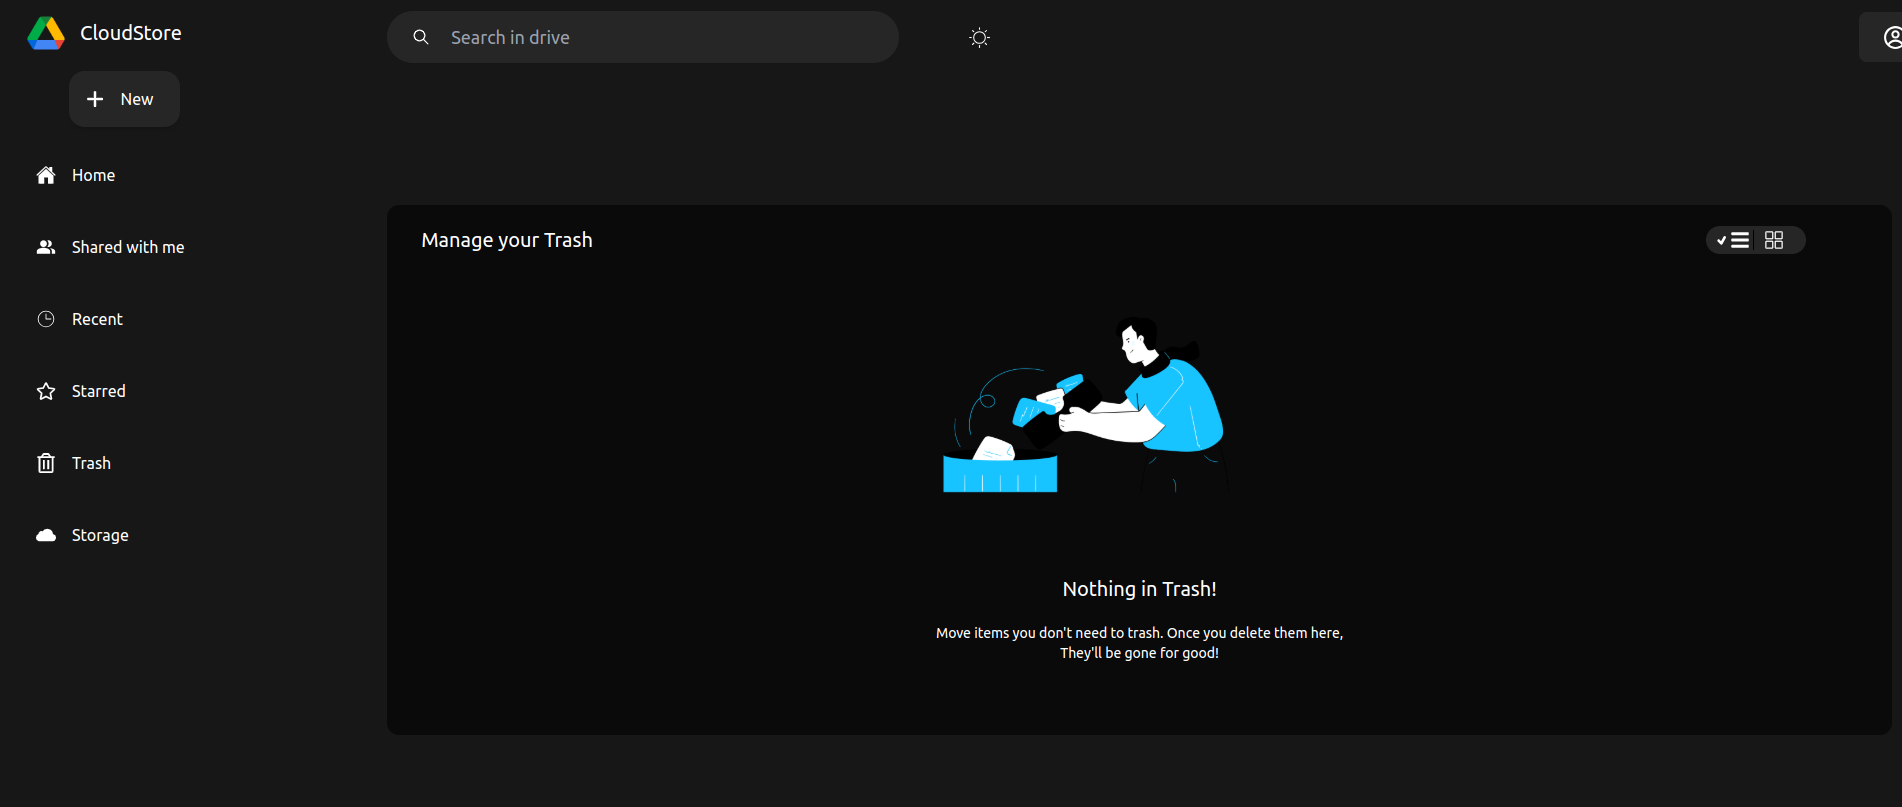 CloudStore
Search in drive
New
Home
Shared with me
Recent
Starred
Trash
Storage
Manage your Trash
Nothing in Trash!
Move items you don't need to trash. Once you delete them here,
They'll be gone for good!